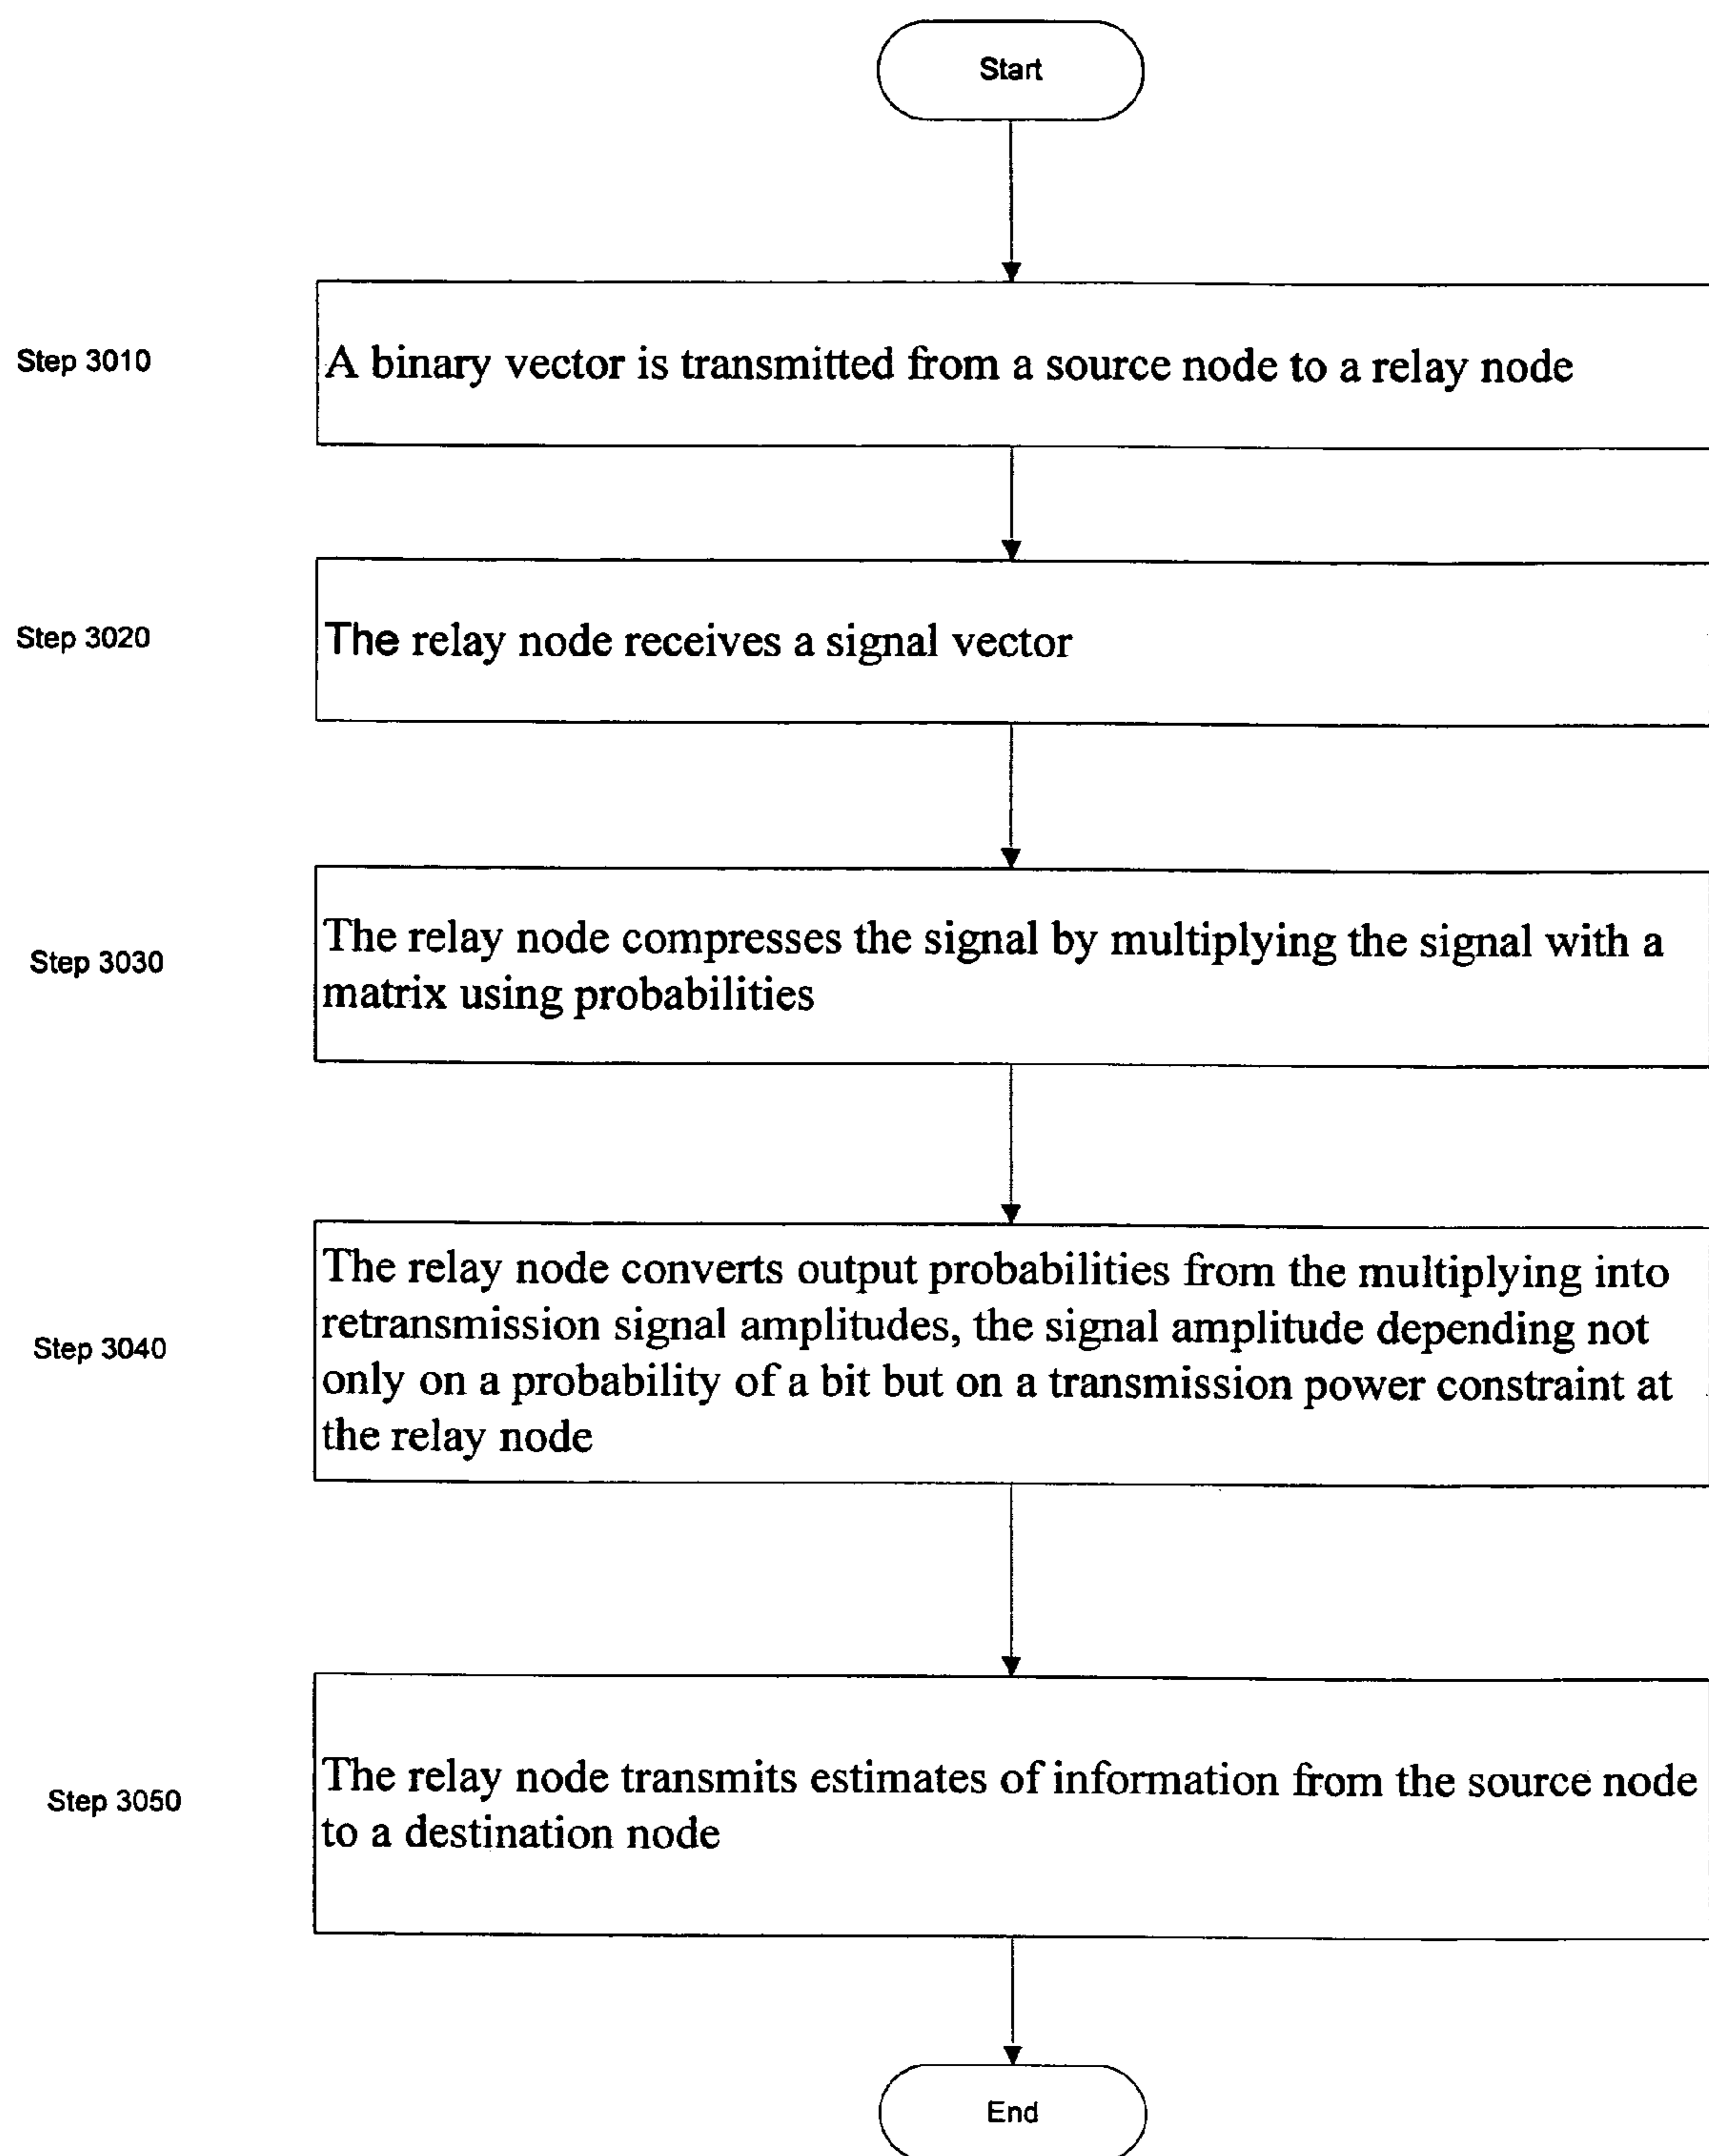 Start
Step 3010
A binary vector is transmitted from a source node to a relay node
Step 3020
The relay node receives a signal vector
Step 3030
The relay node compresses the signal by multiplying the signal with a
matrix using probabilities
Step 3040
The relay node converts output probabilities from the multiplying into
retransmission signal amplitudes, the signal amplitude depending not
only on a probability of a bit but on a transmission power constraint at
the relay node
Step 3050
The relay node transmits estimates of information from the source node
to a destination node
End